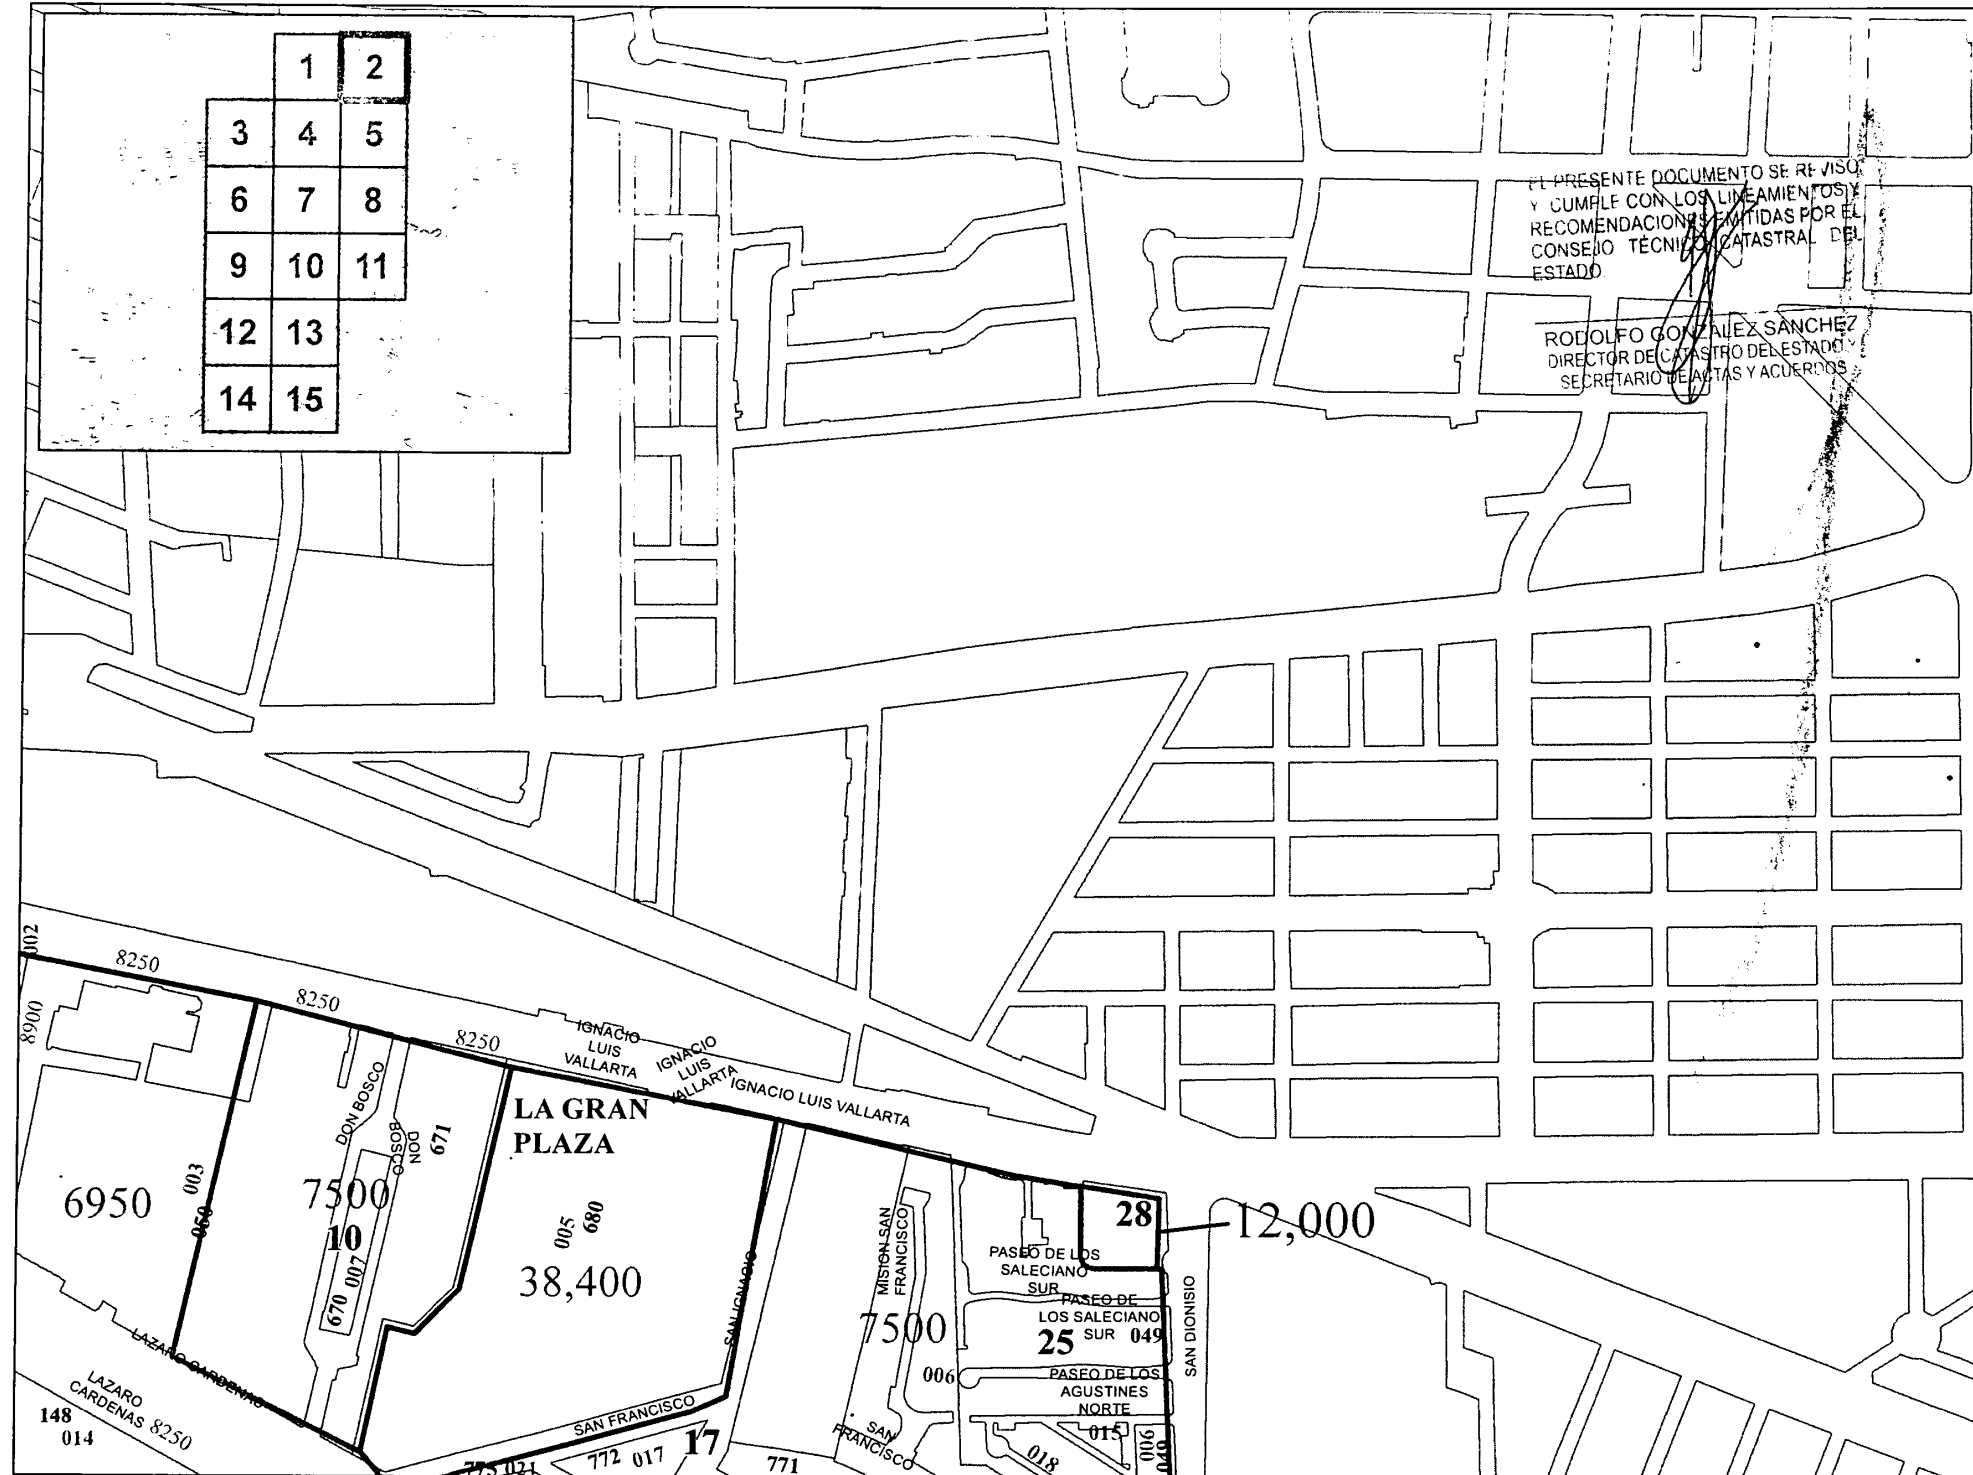 1 2
3 4 5
6 7 8
9 10 11
12 13
14 15
EL PRESENTE DOCUMENTO SE REVISO
Y CUMPLE CON LOS LINEAMIENTOS Y
RECOMENDACIONES EMITIDAS POR EL
CONSEJO TÉCNICO CATASTRAL DEL
ESTADO
RODOLFO GONZALEZ SANCHEZ
DIRECTOR DE CATASTRO DEL ESTADO Y
SECRETARIO DE ACTAS Y ACUERDOS
002
8250
8250
8250
8900
IGNACIO
LUIS
VALLARTA
IGNACIO
LUIS
VALLARTA
IGNACIO LUIS VALLARTA
LA GRAN
PLAZA
DON BOSCO
DON
BOSCO
671
003
050
6950
7500
10
007
670
005
680
38,400
SAN IGNACIO
MISION SAN
FRANCISCO
7500
28
12,000
PASEO DE LOS
SALECIANO
SUR
PASEO DE
LOS SALECIANO
SUR
049
25
SAN DIONISIO
006
PASEO DE LOS
AGUSTINES
NORTE
015
018
006
049
LAZARO CARDENAS
LAZARO
CARDENAS
8250
148
014
SAN FRANCISCO
SAN
FRANCISCO
775 021
772 017
17
771